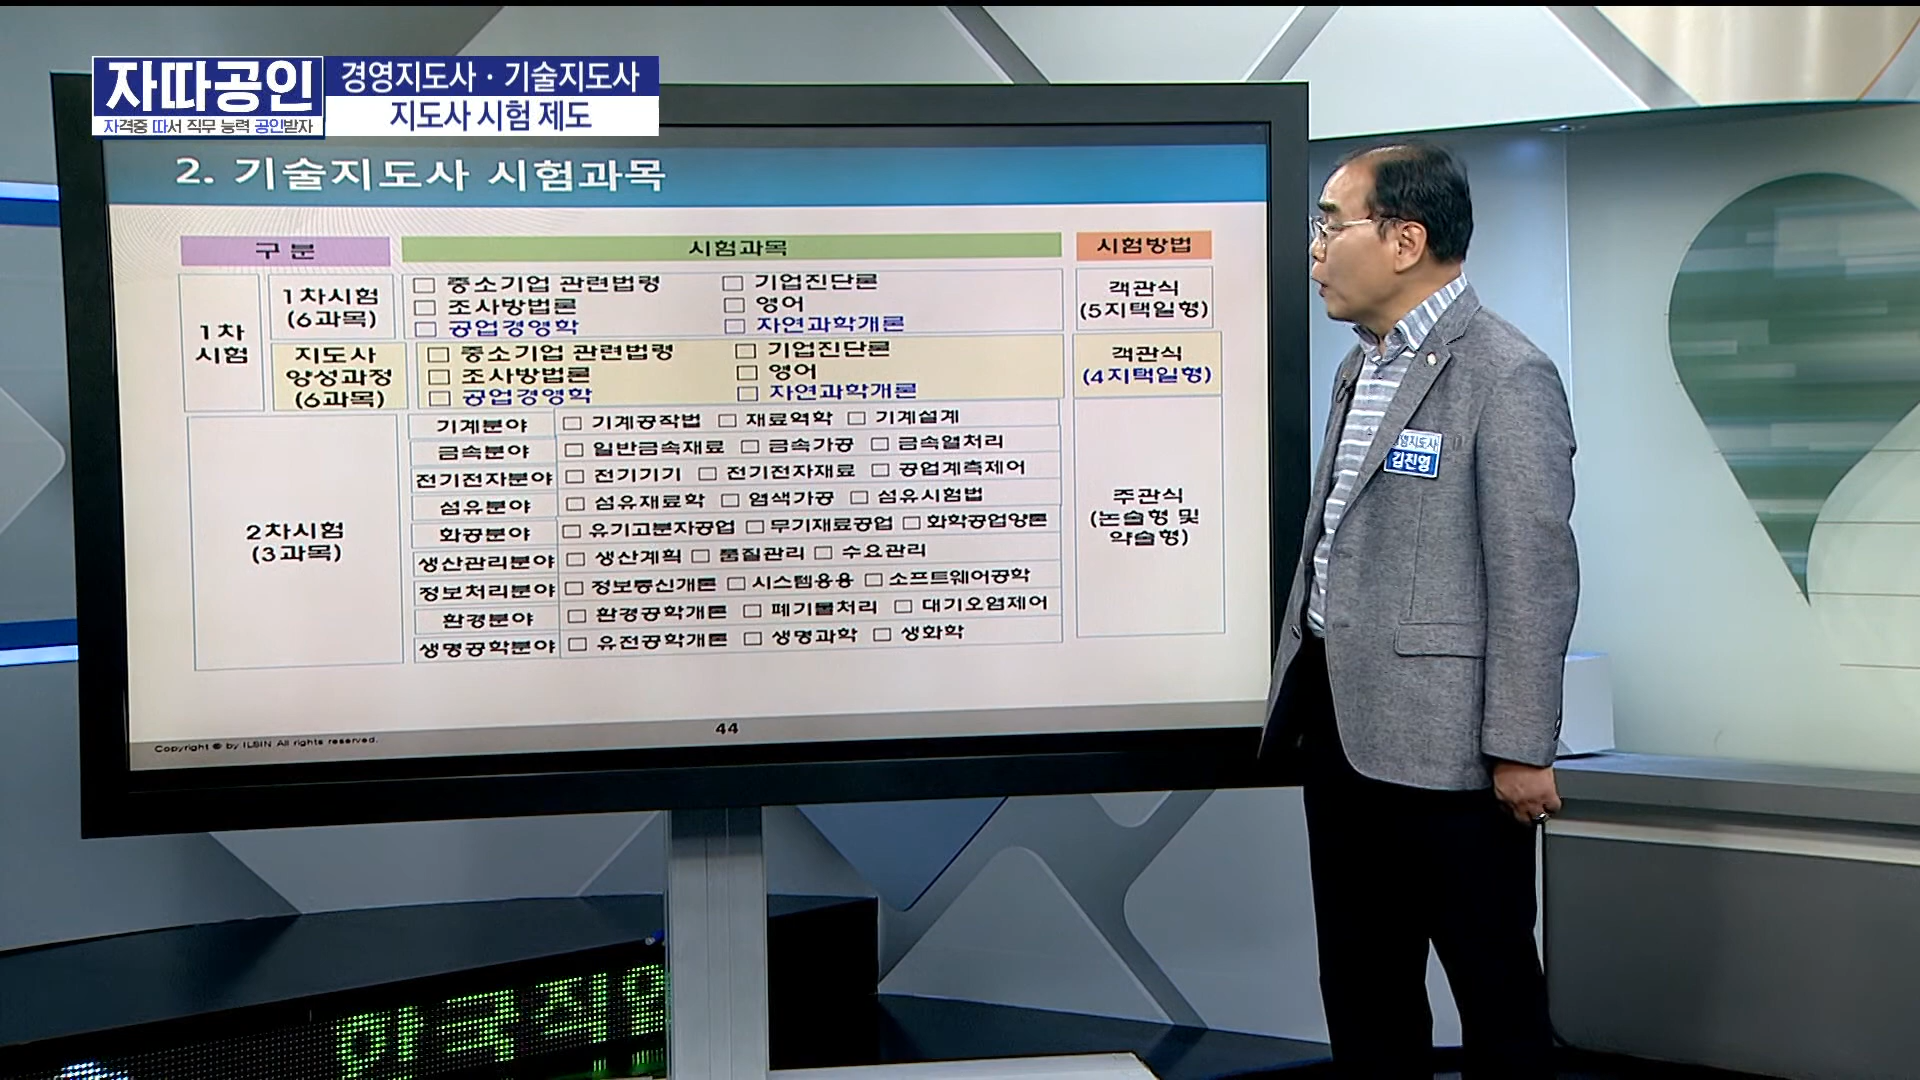 자따공인
자격증 따서 직무 능력 공인받자
경영지도사 · 기술지도사
지도사 시험 제도
2. 기술지도사 시험과목
구 분 시험과목 시험방법
1차 시험
1차시험 (6과목)
□ 중소기업 관련법령 □ 기업진단론
□ 조사방법론 □ 영어
□ 공업경영학 □ 자연과학개론
객관식
(5지택일형)
지도사 양성과정 (6과목)
□ 중소기업 관련법령 □ 기업진단론
□ 조사방법론 □ 영어
□ 공업경영학 □ 자연과학개론
객관식
(4지택일형)
2차시험
(3과목)
기계분야 □ 기계공작법 □ 재료역학 □ 기계설계
금속분야 □ 일반금속재료 □ 금속가공 □ 금속열처리
전기전자분야 □ 전기기기 □ 전기전자재료 □ 공업계측제어
섬유분야 □ 섬유재료학 □ 염색가공 □ 섬유시험법
화공분야 □ 유기고분자공업 □ 무기재료공업 □ 화학공업양론
생산관리분야 □ 생산계획 □ 품질관리 □ 수요관리
정보처리분야 □ 정보통신개론 □ 시스템응용 □ 소프트웨어공학
환경분야 □ 환경공학개론 □ 폐기물처리 □ 대기오염제어
생명공학분야 □ 유전공학개론 □ 생명과학 □ 생화학
주관식
(논술형 및
약술형)
Copyright © by ILSIN All rights reserved.
44
경영지도사
김진영
한국직업